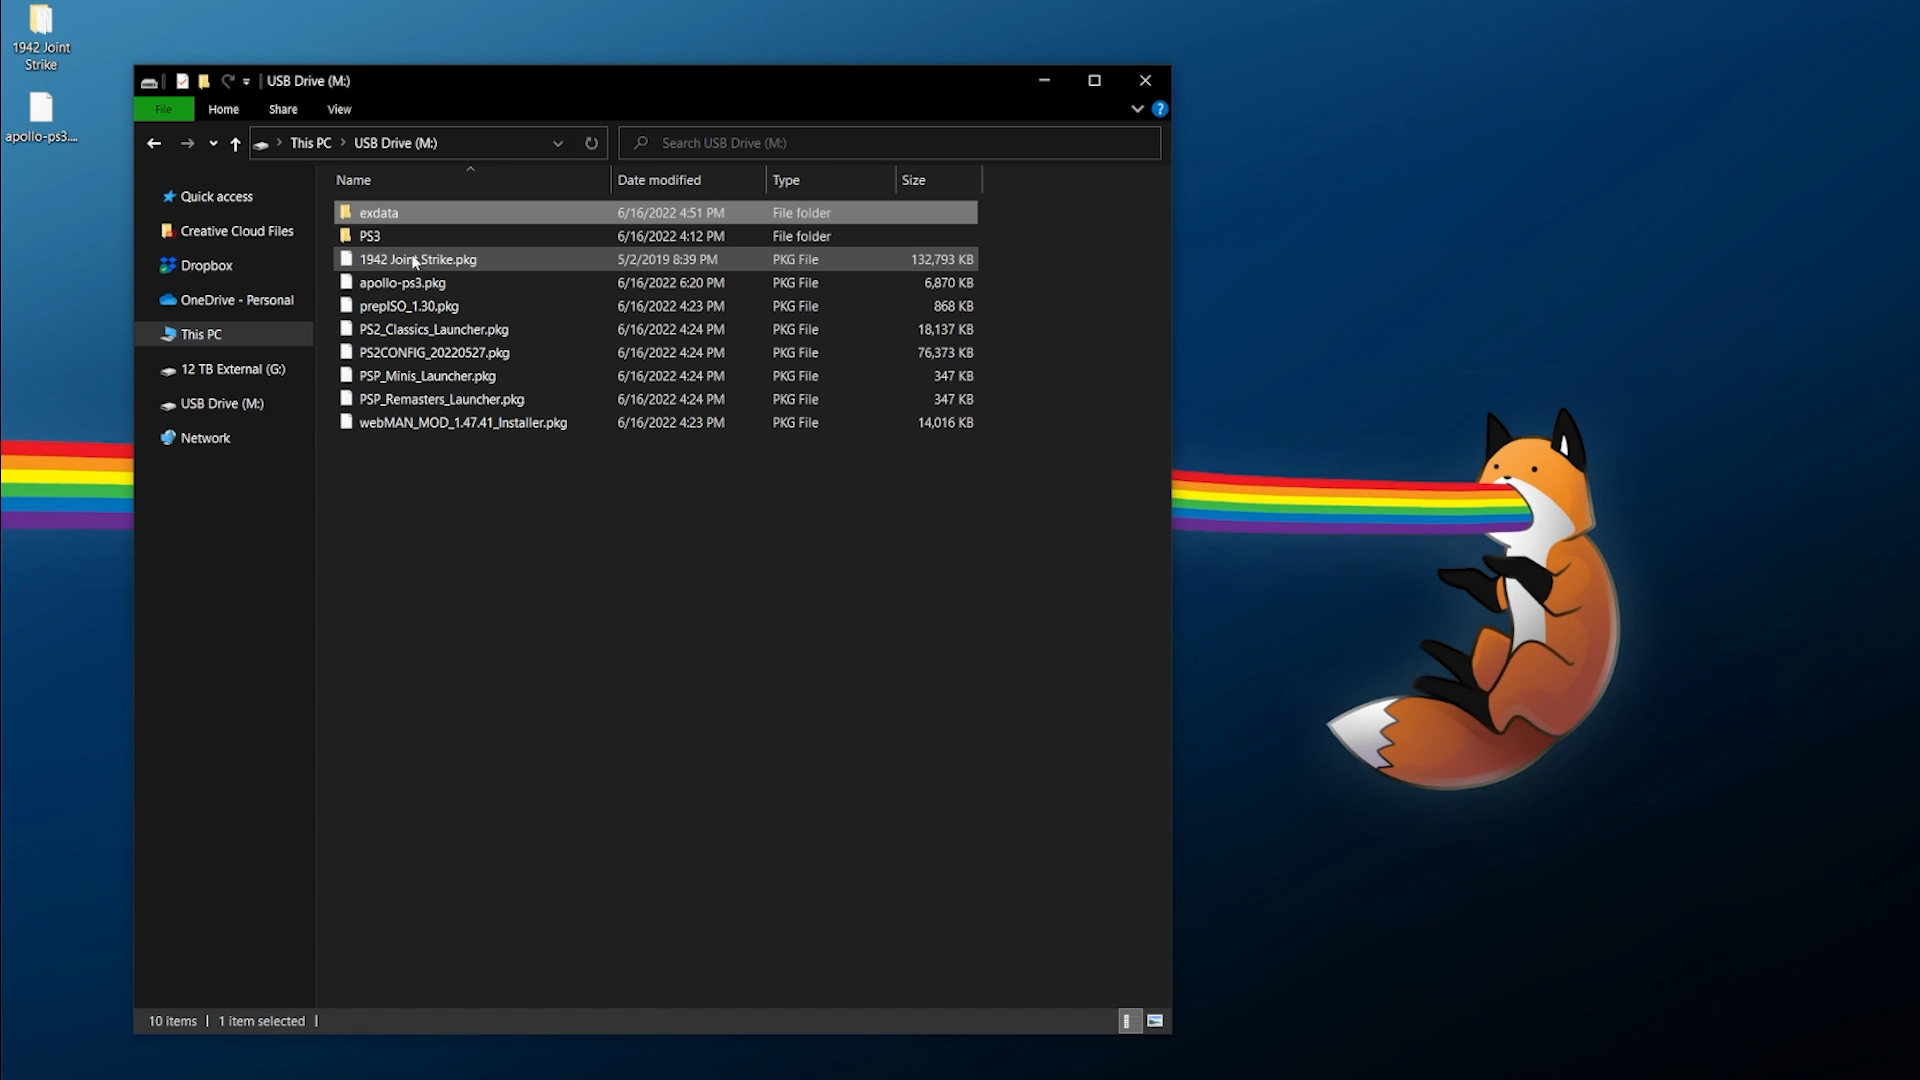 1942 Joint
Strike
apollo-ps3....
USB Drive (M:)
File Home Share View
This PC > USB Drive (M:)
Search USB Drive (M:)
Quick access
Creative Cloud Files
Dropbox
OneDrive - Personal
This PC
12 TB External (G:)
USB Drive (M:)
Network
Name Date modified Type Size
exdata 6/16/2022 4:51 PM File folder
PS3 6/16/2022 4:12 PM File folder
1942 Joint Strike.pkg 5/2/2019 8:39 PM PKG File 132,793 KB
apollo-ps3.pkg 6/16/2022 6:20 PM PKG File 6,870 KB
prepISO_1.30.pkg 6/16/2022 4:23 PM PKG File 868 KB
PS2_Classics_Launcher.pkg 6/16/2022 4:24 PM PKG File 18,137 KB
PS2CONFIG_20220527.pkg 6/16/2022 4:24 PM PKG File 76,373 KB
PSP_Minis_Launcher.pkg 6/16/2022 4:24 PM PKG File 347 KB
PSP_Remasters_Launcher.pkg 6/16/2022 4:24 PM PKG File 347 KB
webMAN_MOD_1.47.41_Installer.pkg 6/16/2022 4:23 PM PKG File 14,016 KB
10 items | 1 item selected |